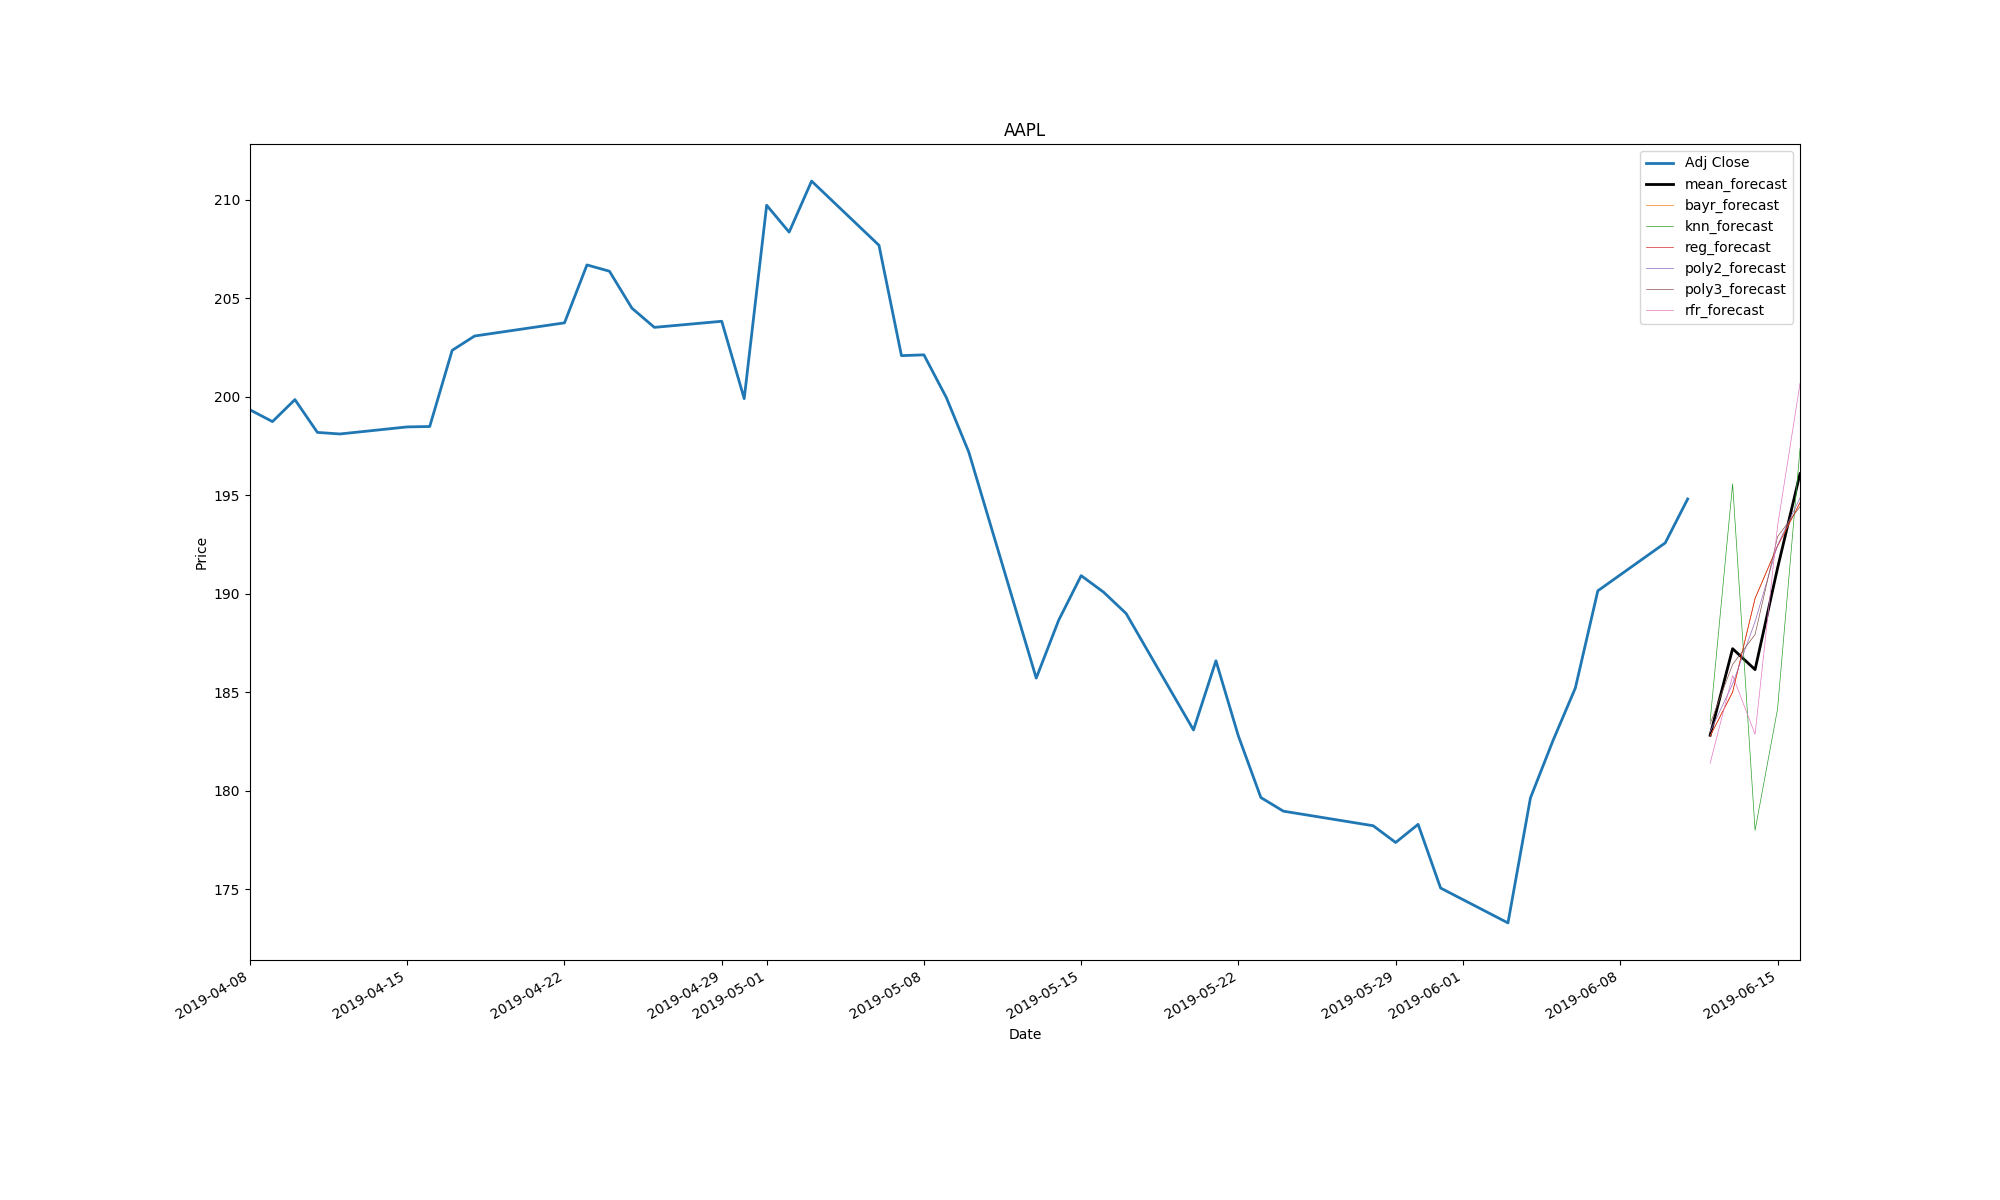 AAPL
Adj Close
mean_forecast
bayr_forecast
knn_forecast
reg_forecast
poly2_forecast
poly3_forecast
rfr_forecast
210
205
200
195
190
185
180
175
Price
2019-04-08
2019-04-15
2019-04-22
2019-04-29
2019-05-01
2019-05-08
2019-05-15
2019-05-22
2019-05-29
2019-06-01
2019-06-08
2019-06-15
Date